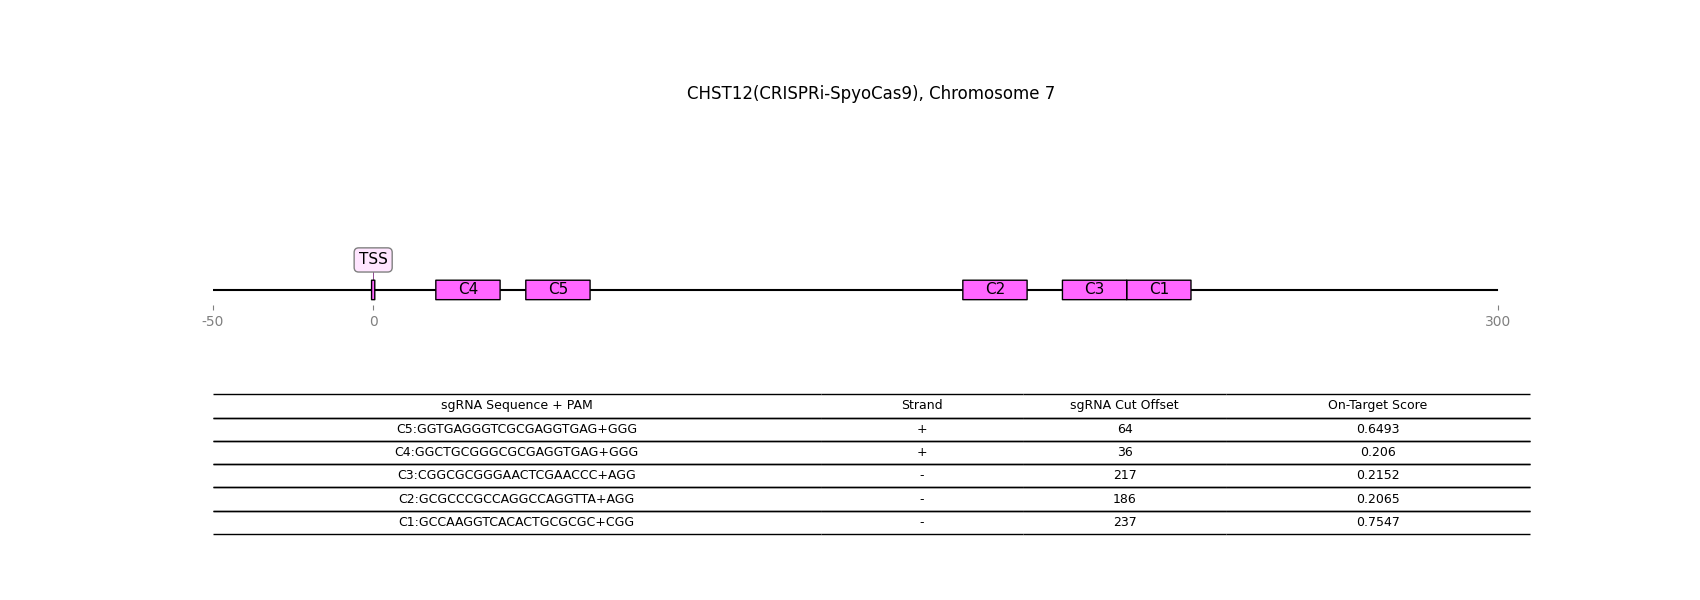 CHST12(CRISPRi-SpyoCas9), Chromosome 7
TSS
C4 C5 C2 C3 C1
-50 0 300
sgRNA Sequence + PAM Strand sgRNA Cut Offset On-Target Score
C5:GGTGAGGGTCGCGAGGTGAG+GGG + 64 0.6493
C4:GGCTGCGGGCGCGAGGTGAG+GGG + 36 0.206
C3:CGGCGCGGGAACTCGAACCC+AGG - 217 0.2152
C2:GCGCCCGCCAGGCCAGGTTA+AGG - 186 0.2065
C1:GCCAAGGTCACACTGCGCGC+CGG - 237 0.7547